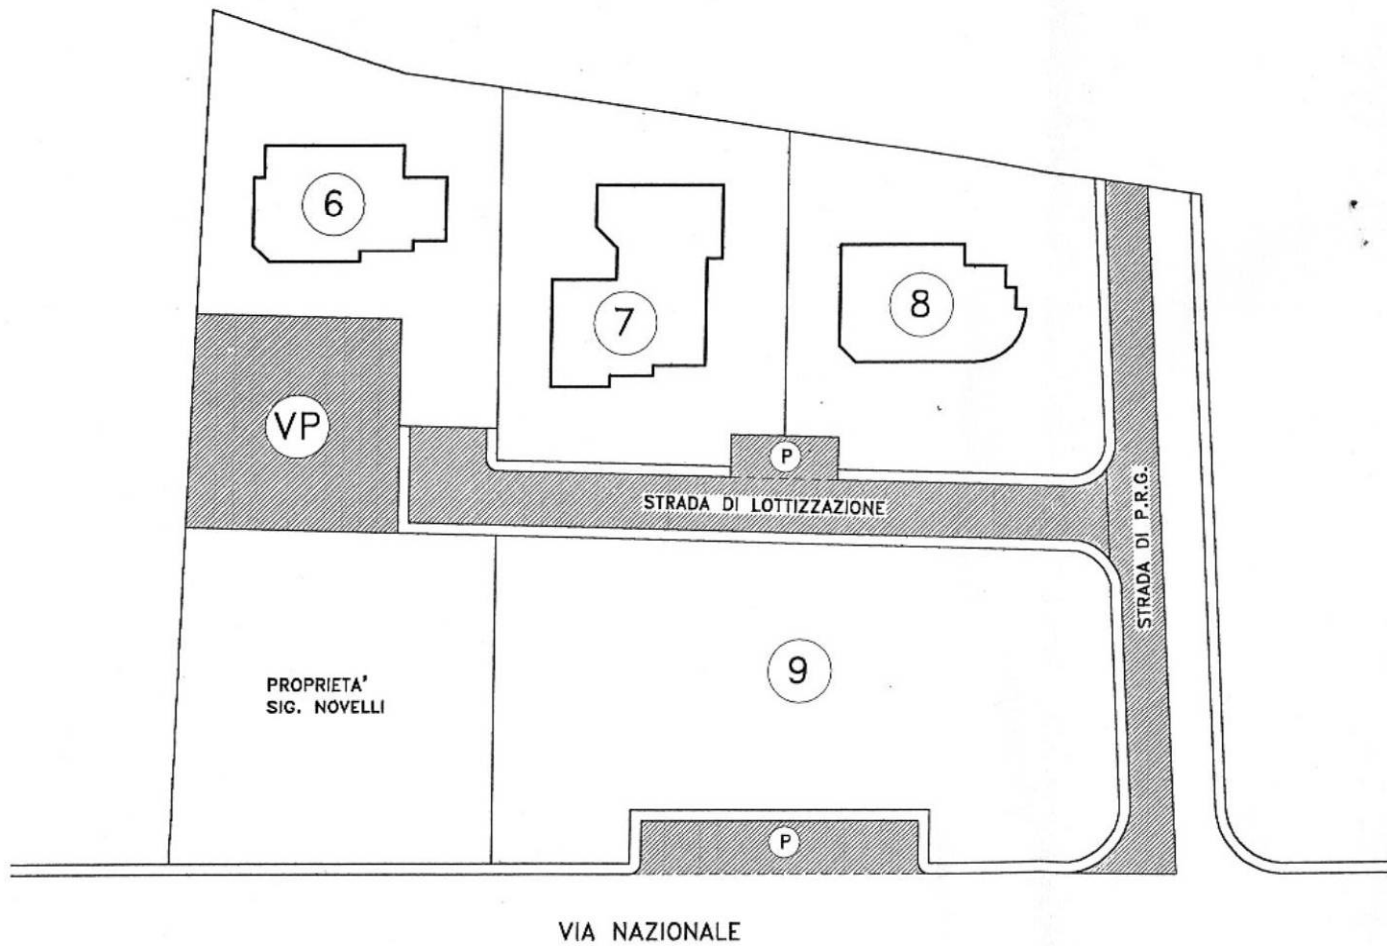 6
7
8
VP
P
STRADA DI LOTTIZZAZIONE
STRADA DI P.R.G.
9
PROPRIETA'
SIG. NOVELLI
P
VIA NAZIONALE